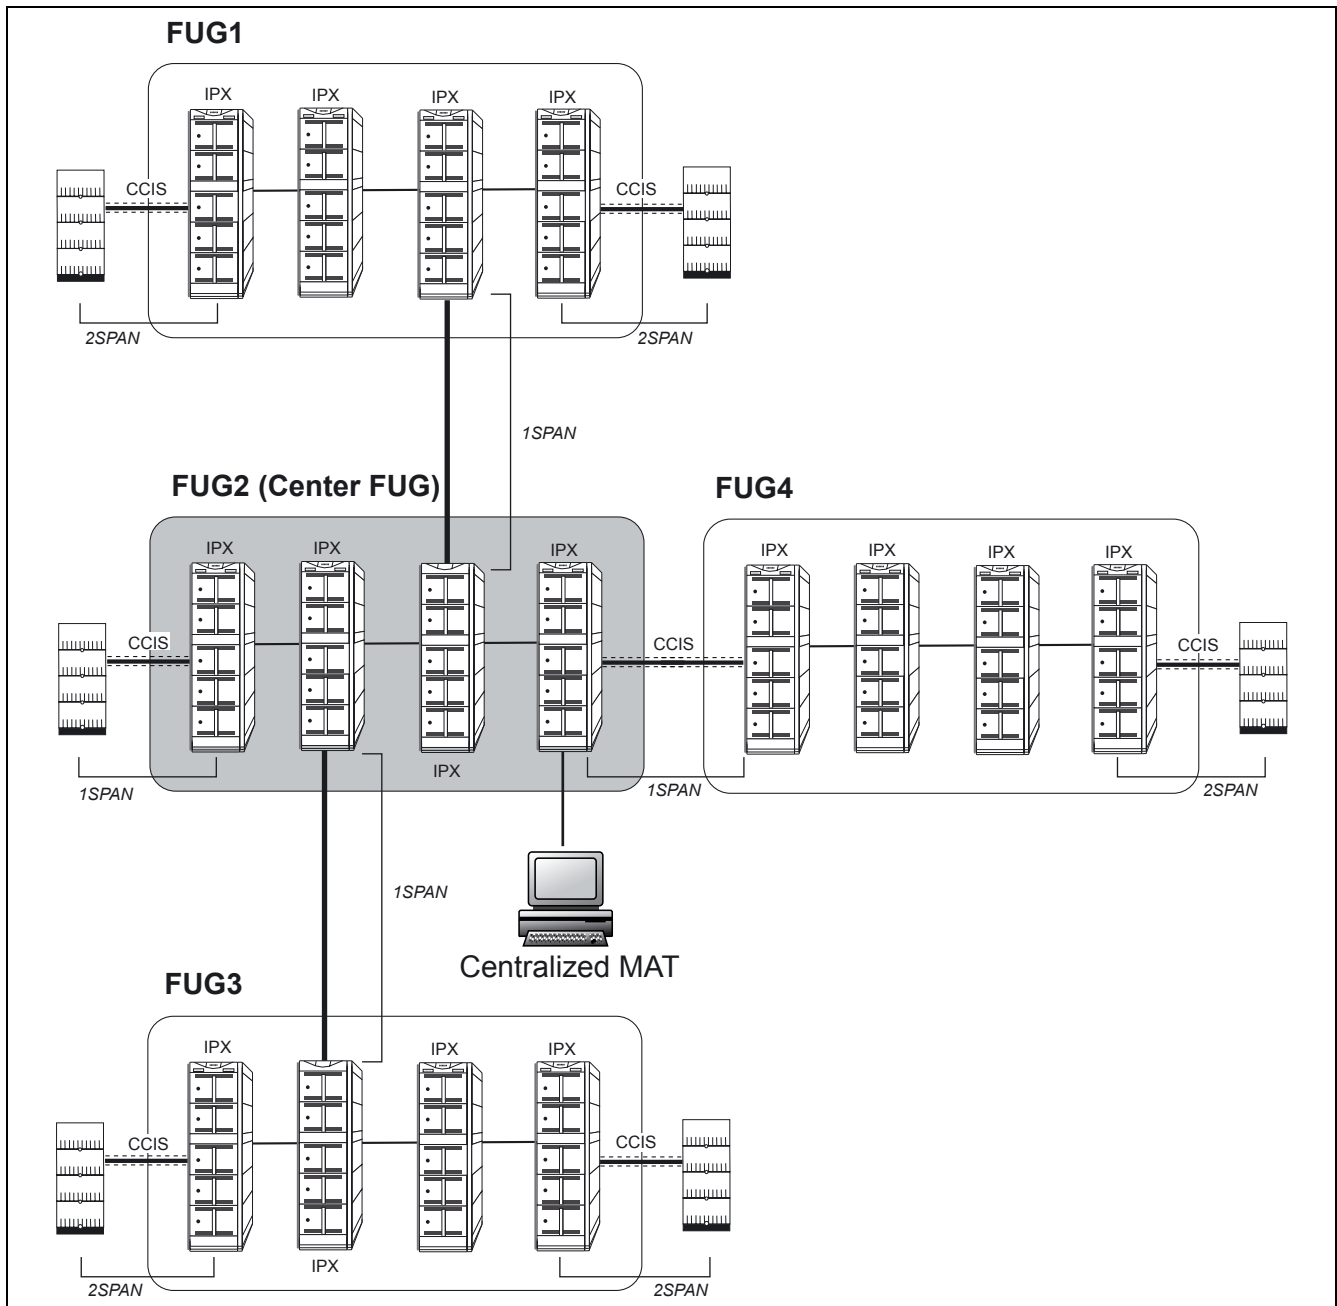 FUG1
IPX IPX IPX IPX
CCIS CCIS
2SPAN 2SPAN
1SPAN
FUG2 (Center FUG) FUG4
IPX IPX IPX IPX IPX IPX IPX
CCIS CCIS CCIS
IPX
1SPAN 1SPAN 2SPAN
1SPAN
Centralized MAT
FUG3
IPX IPX IPX
CCIS CCIS
IPX
2SPAN 2SPAN